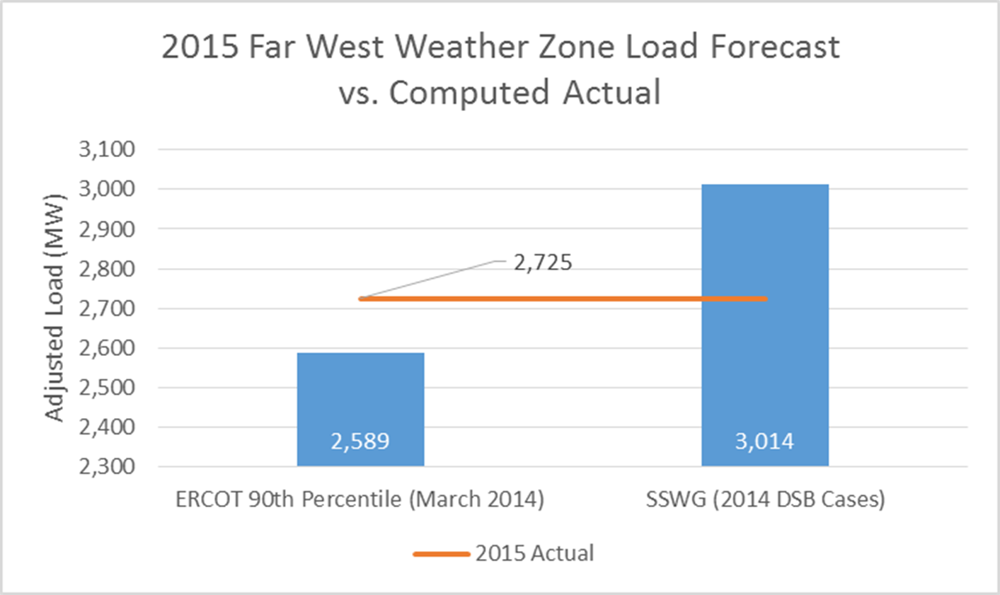 2015 Far West Weather Zone Load Forecast
vs. Computed Actual
Adjusted Load (MW)
3,100
3,000
2,900
2,800
2,700
2,600
2,500
2,400
2,300
2,725
2,589
3,014
ERCOT 90th Percentile (March 2014)
SSWG (2014 DSB Cases)
2015 Actual